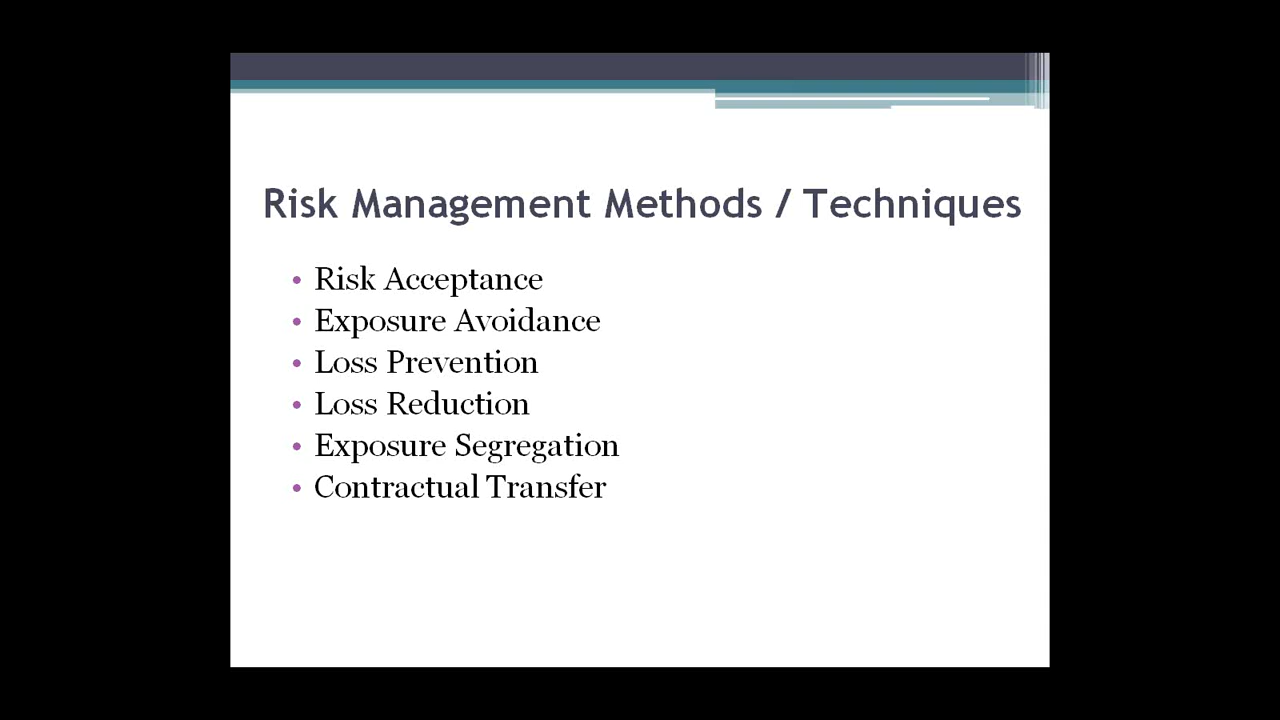 Risk Management Methods / Techniques
• Risk Acceptance
• Exposure Avoidance
• Loss Prevention
• Loss Reduction
• Exposure Segregation
• Contractual Transfer